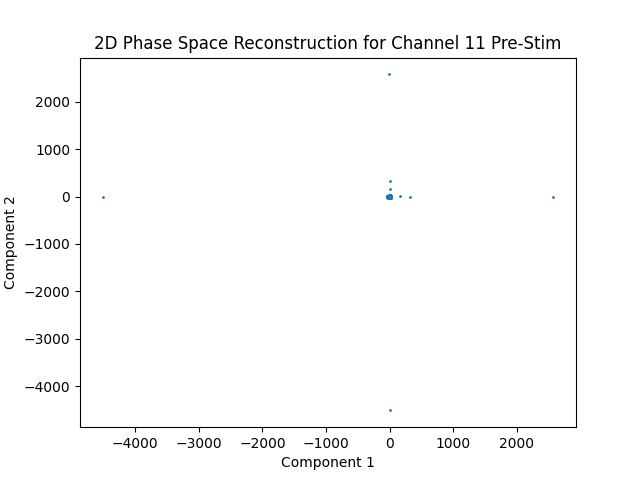 2D Phase Space Reconstruction for Channel 11 Pre-Stim
2000
1000
0
−1000
−2000
−3000
−4000
Component 2
−4000 −3000 −2000 −1000 0 1000 2000
Component 1